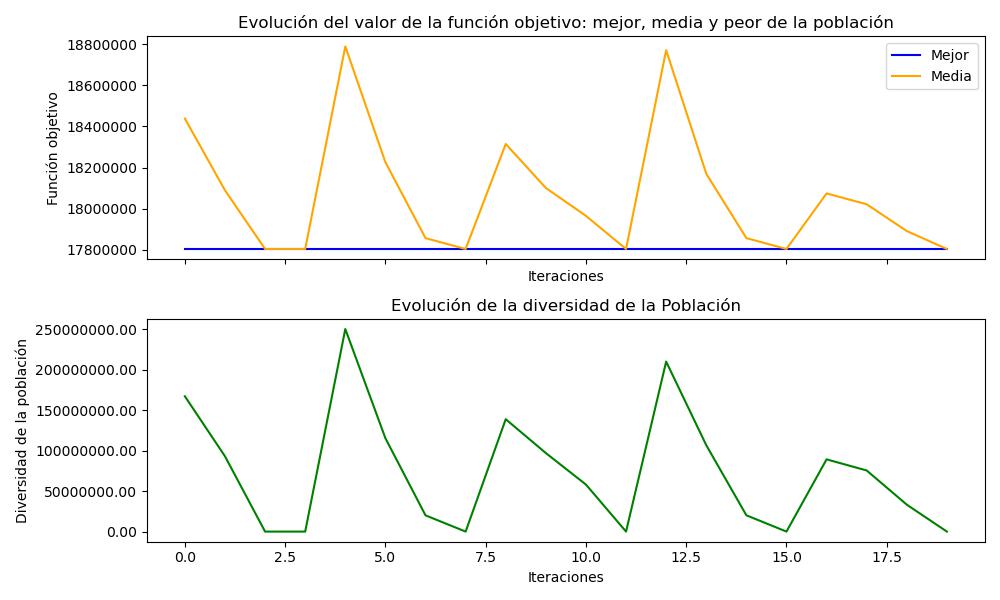 Evolución del valor de la función objetivo: mejor, media y peor de la población
18800000
18600000
18400000
18200000
18000000
17800000
Función objetivo
Mejor
Media
Iteraciones
Evolución de la diversidad de la Población
250000000.00
200000000.00
150000000.00
100000000.00
50000000.00
0.00
Diversidad de la población
0.0 2.5 5.0 7.5 10.0 12.5 15.0 17.5
Iteraciones